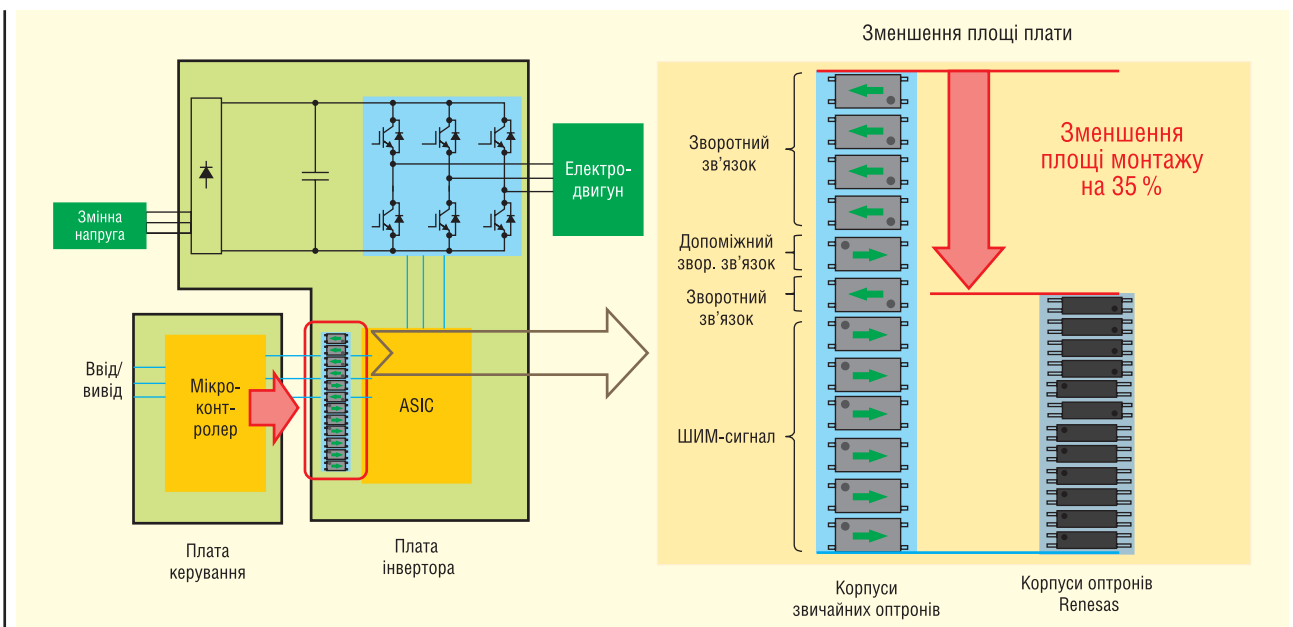 Зменшення площі плати
Зменшення
площі монтажу
на 35 %
Зворотний
зв’язок
Допоміжний
звор. зв’язок
Зворотний
зв’язок
ШИМ-сигнал
Корпуси
звичайних оптронів
Корпуси оптронів
Renesas
Електро-
двигун
Змінна
напруга
Ввід/
вивід
Мікро-
конт-
ролер
ASIC
Плата
керування
Плата
інвертора